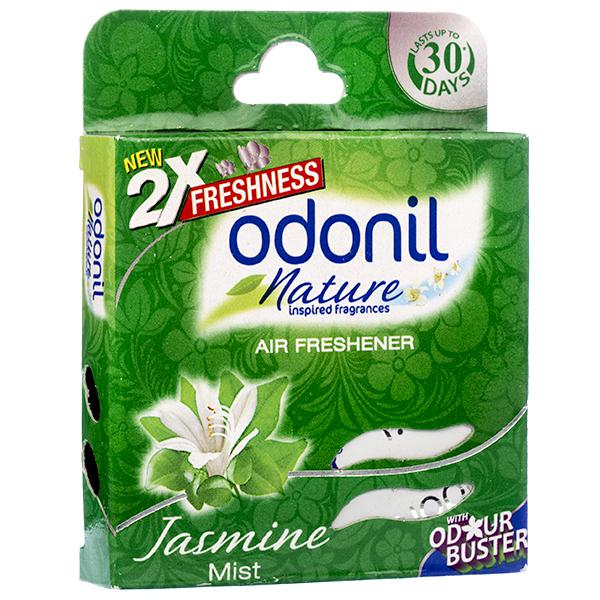 LASTS UP TO
30*
DAYS
NEW
2X FRESHNESS
odonil
Nature
inspired fragrances
AIR FRESHENER
Jasmine
Mist
WITH
ODOUR
BUSTER
odonil
Nature